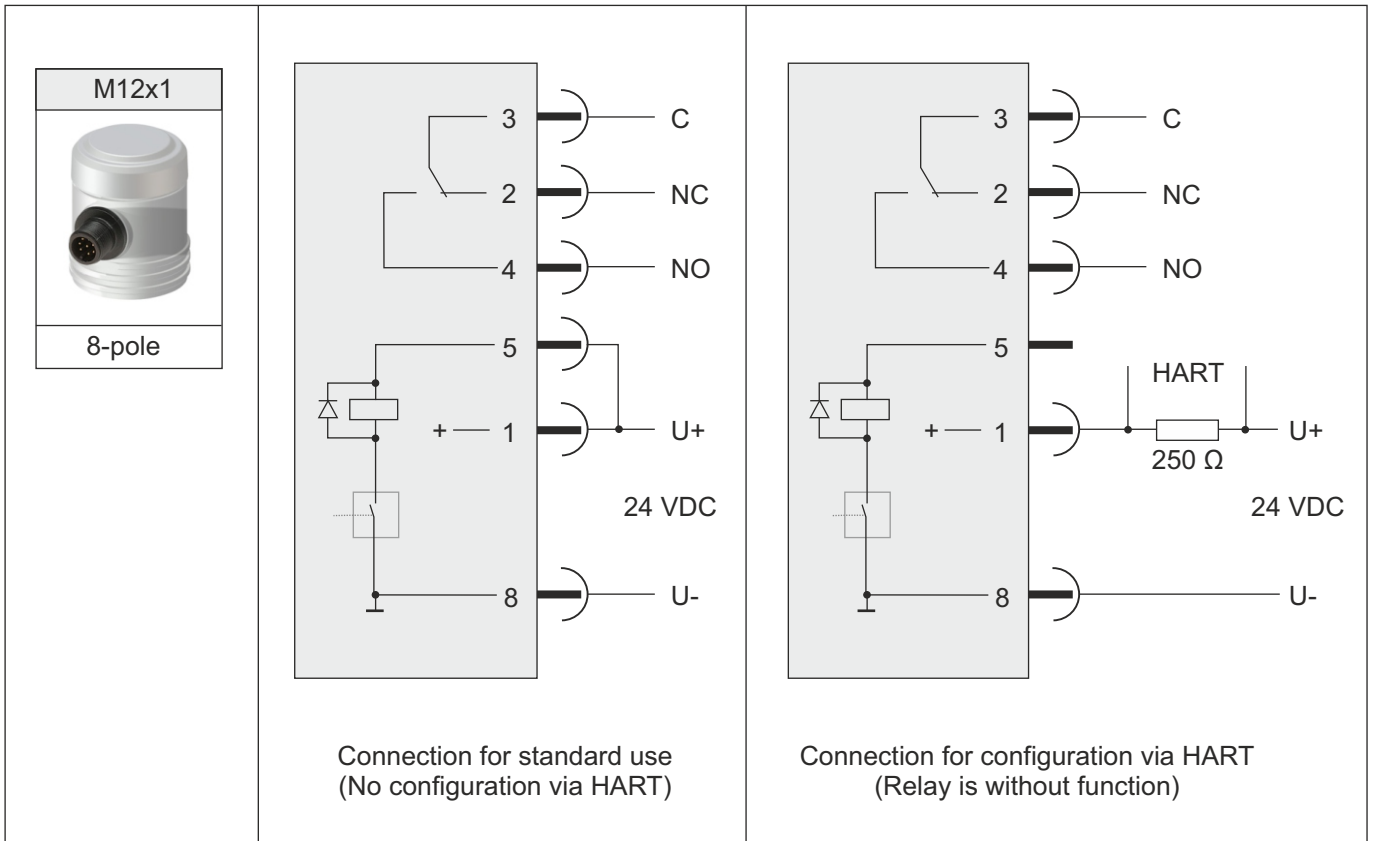 M12x1
8-pole
3 C
2 NC
4 NO
5
+ 1 U+
24 VDC
8 U-
Connection for standard use
(No configuration via HART)
3 C
2 NC
4 NO
5
HART
+ 1 U+
250 Ω
24 VDC
8 U-
Connection for configuration via HART
(Relay is without function)